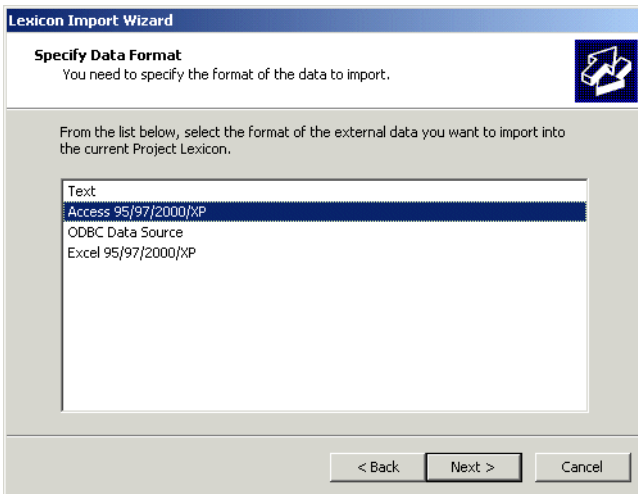 Lexicon Import Wizard
Specify Data Format
You need to specify the format of the data to import.
From the list below, select the format of the external data you want to import into
the current Project Lexicon.
Text
Access 95/97/2000/XP
ODBC Data Source
Excel 95/97/2000/XP
< Back Next > Cancel